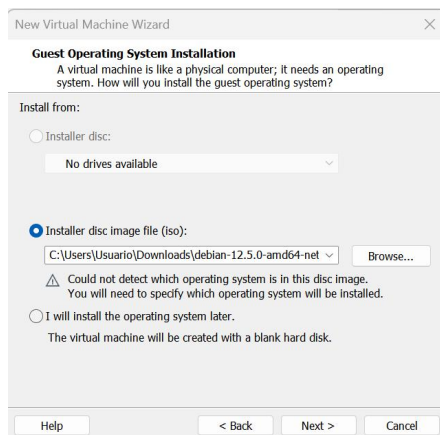 New Virtual Machine Wizard
Guest Operating System Installation
A virtual machine is like a physical computer; it needs an operating
system. How will you install the guest operating system?
Install from:
Installer disc:
No drives available
Installer disc image file (iso):
C:\Users\Usuario\Downloads\debian-12.5.0-amd64-net
Browse...
Could not detect which operating system is in this disc image.
You will need to specify which operating system will be installed.
I will install the operating system later.
The virtual machine will be created with a blank hard disk.
Help
< Back
Next >
Cancel